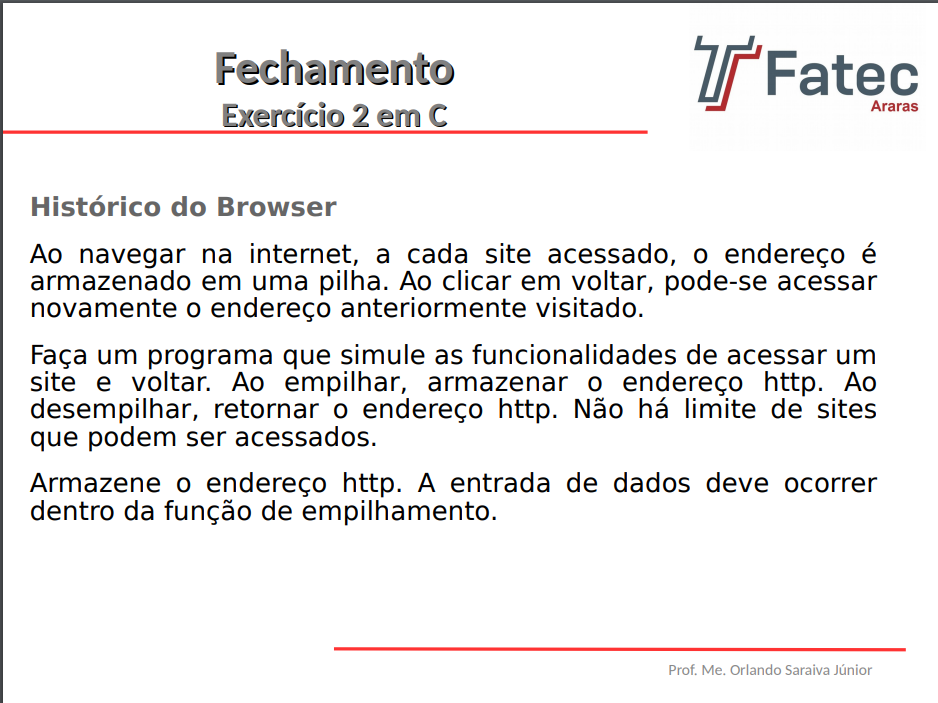 Fechamento
Exercício 2 em C
Fatec
Araras
Histórico do Browser
Ao navegar na internet, a cada site acessado, o endereço é
armazenado em uma pilha. Ao clicar em voltar, pode-se acessar
novamente o endereço anteriormente visitado.
Faça um programa que simule as funcionalidades de acessar um
site e voltar. Ao empilhar, armazenar o endereço http. Ao
desempilhar, retornar o endereço http. Não há limite de sites
que podem ser acessados.
Armazene o endereço http. A entrada de dados deve ocorrer
dentro da função de empilhamento.
Prof. Me. Orlando Saraiva Júnior